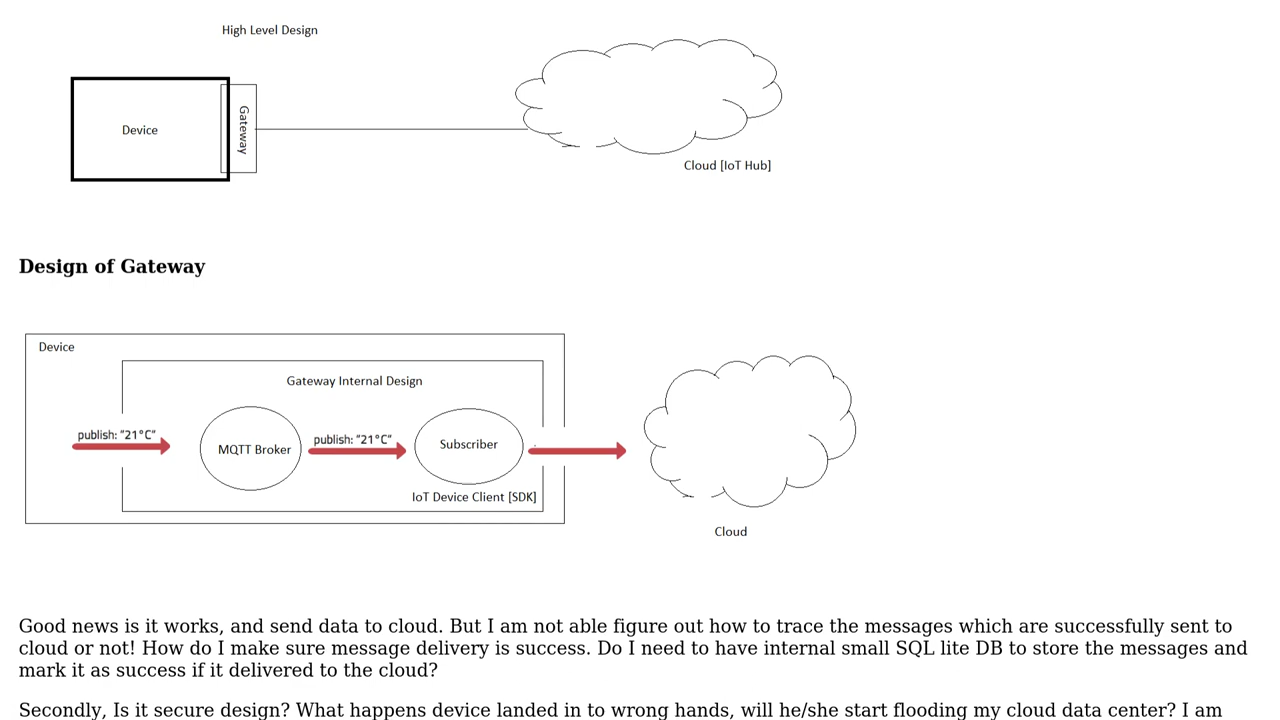 High Level Design
Device
Gateway
Cloud [IoT Hub]
Design of Gateway
Device
Gateway Internal Design
publish: "21°C"
MQTT Broker
publish: "21°C"
Subscriber
IoT Device Client [SDK]
Cloud
Good news is it works, and send data to cloud. But I am not able figure out how to trace the messages which are successfully sent to
cloud or not! How do I make sure message delivery is success. Do I need to have internal small SQL lite DB to store the messages and
mark it as success if it delivered to the cloud?
Secondly, Is it secure design? What happens device landed in to wrong hands, will he/she start flooding my cloud data center? I am